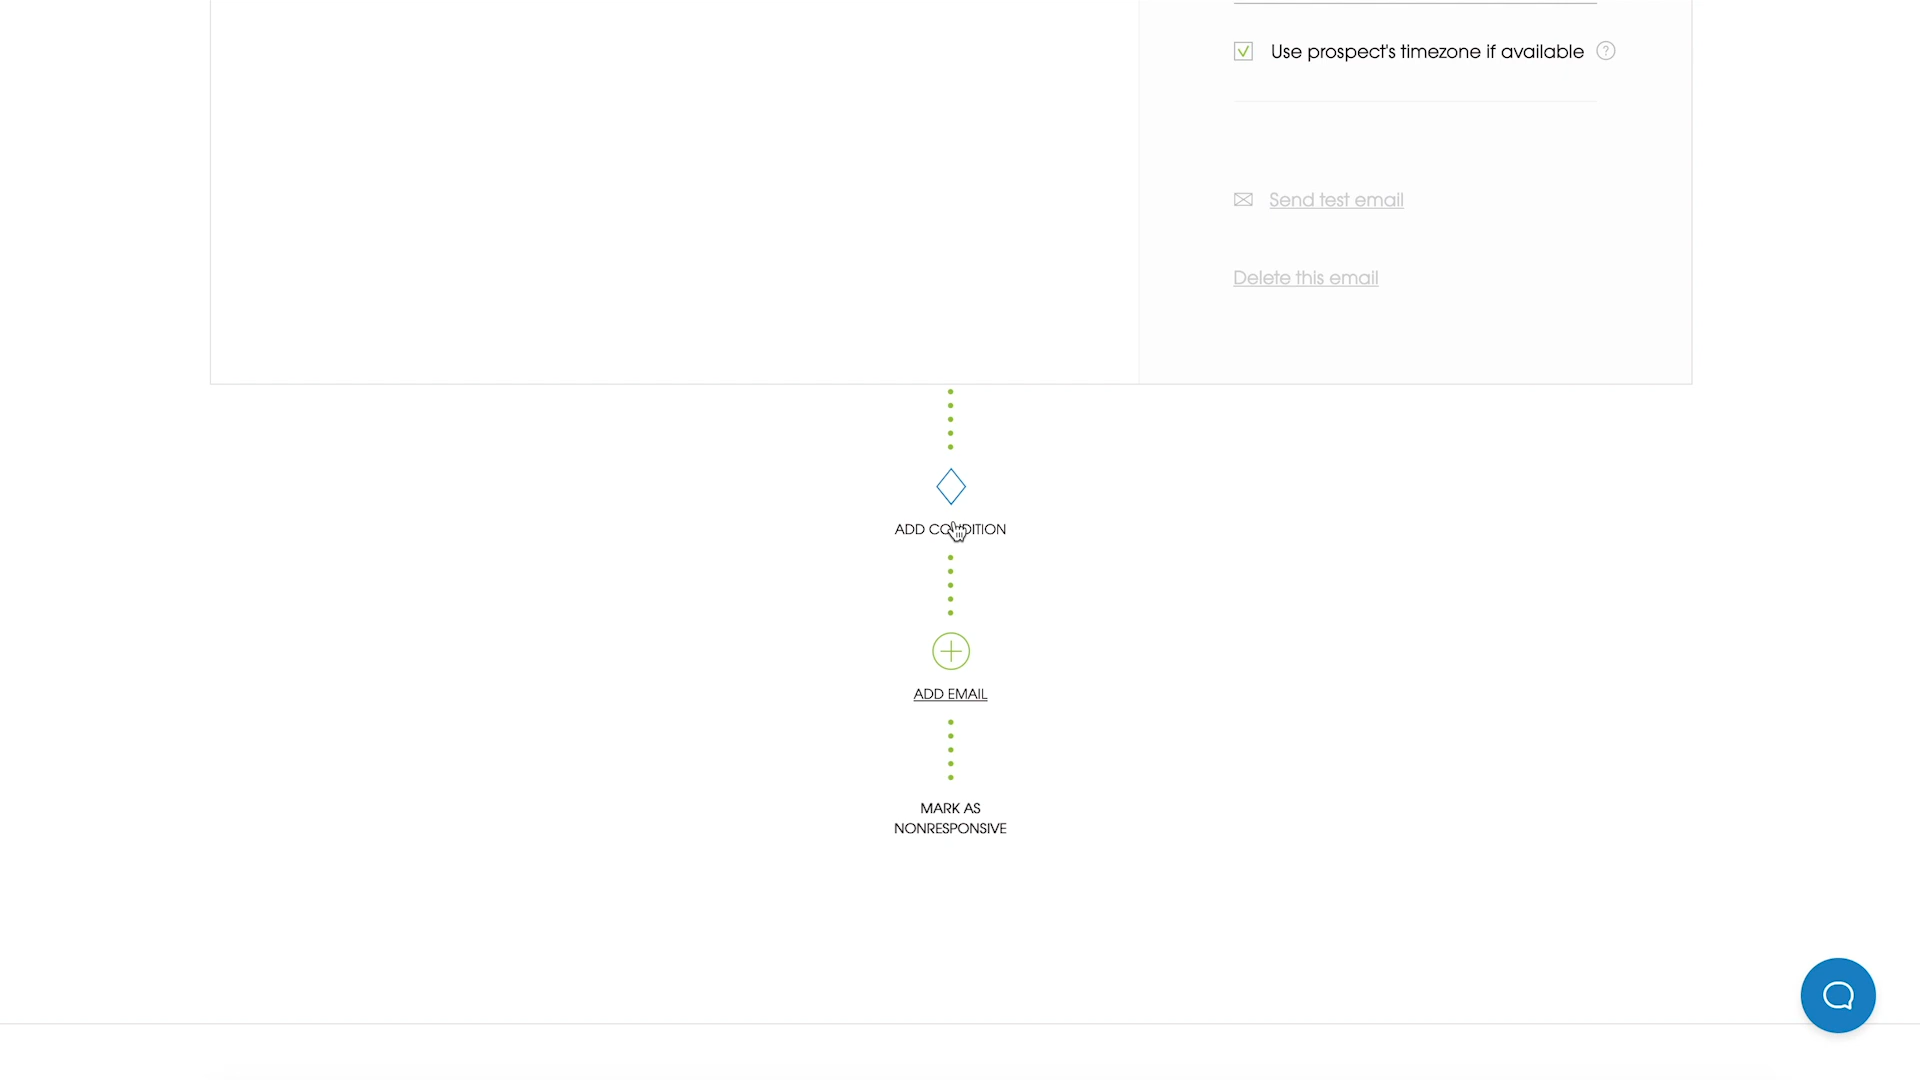 Use prospect's timezone if available ?
Send test email
Delete this email
ADD CONDITION
ADD EMAIL
MARK AS
NONRESPONSIVE